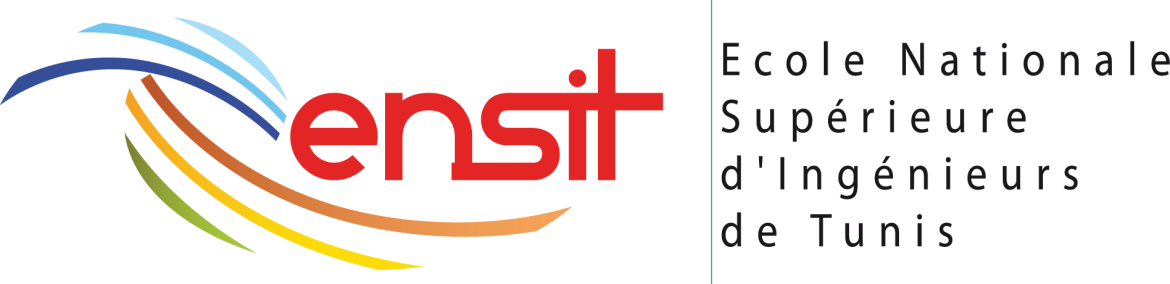 ensit
Ecole Nationale
Supérieure
d'Ingénieurs
de Tunis